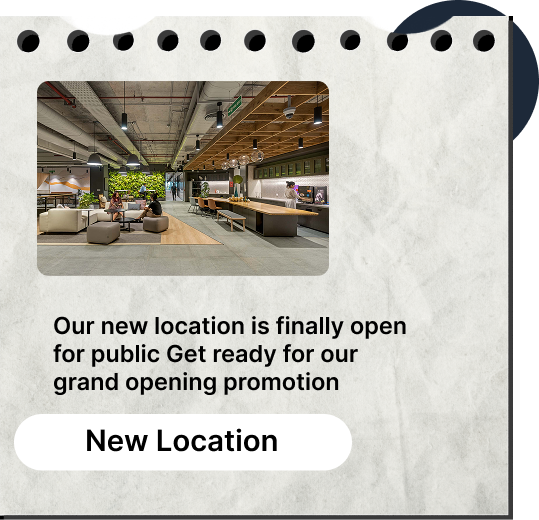 Our new location is finally open
for public Get ready for our
grand opening promotion
New Location